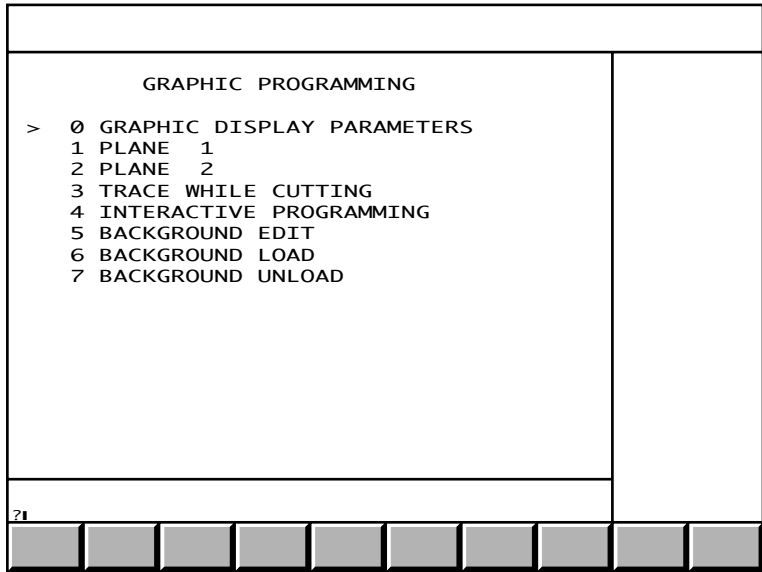 GRAPHIC PROGRAMMING
> 0 GRAPHIC DISPLAY PARAMETERS
1 PLANE 1
2 PLANE 2
3 TRACE WHILE CUTTING
4 INTERACTIVE PROGRAMMING
5 BACKGROUND EDIT
6 BACKGROUND LOAD
7 BACKGROUND UNLOAD
?▮